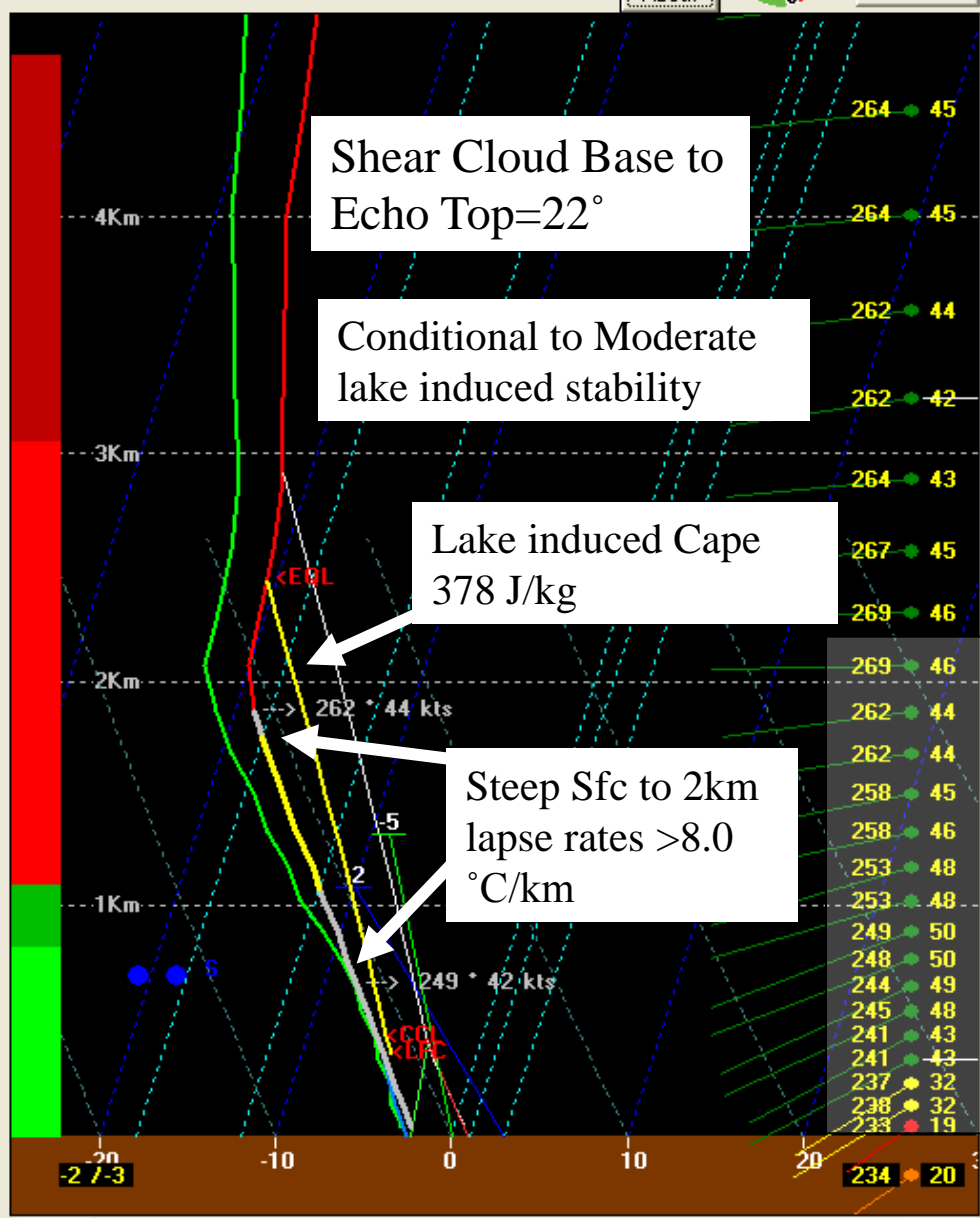 264 45
Shear Cloud Base to
Echo Top=22˚
4Km
264 45
262 44
Conditional to Moderate
lake induced stability
262 42
3Km
264 43
Lake induced Cape
378 J/kg
267 45
<EQL
269 46
269 46
2Km
---> 262 * 44 kts
262 44
262 44
Steep Sfc to 2km
lapse rates >8.0
˚C/km
258 45
-5
258 46
253 48
-2
253 48
1Km
249 50
248 50
6
---> 249 * 42 kts
244 49
245 48
<CCL
241 43
<LFC
241 43
237 32
238 32
233 19
-20 -10 0 10 20
-2 /-3
234 20